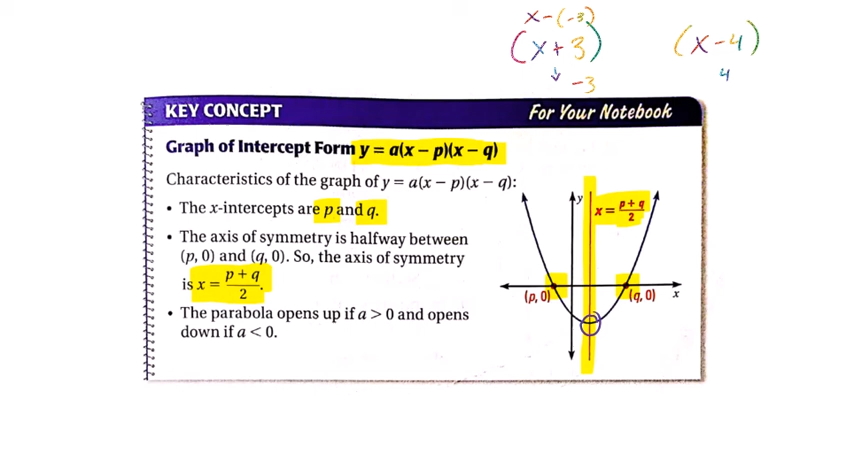 x - (-3)
(x + 3)
(x - 4)
↓ -3
4
KEY CONCEPT
For Your Notebook
Graph of Intercept Form y = a(x - p)(x - q)
Characteristics of the graph of y = a(x - p)(x - q):
• The x-intercepts are p and q.
• The axis of symmetry is halfway between
(p, 0) and (q, 0). So, the axis of symmetry
is x = \frac{p + q}{2}.
• The parabola opens up if a > 0 and opens
down if a < 0.
y
x = \frac{p + q}{2}
(p, 0)
(q, 0)
x